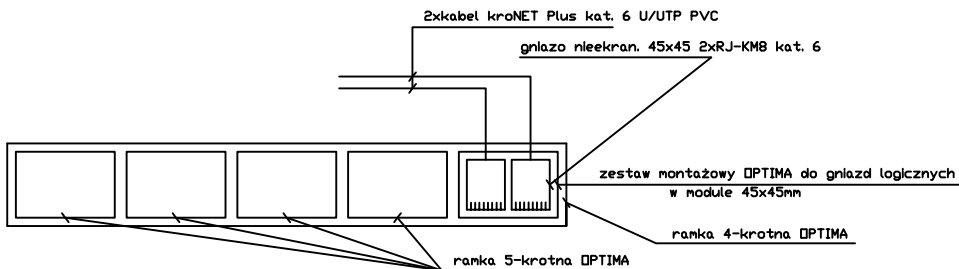 2xkabel kroNET Plus kat. 6 U/UTP PVC
gniazo nieekran. 45x45 2xRJ-KM8 kat. 6
zestaw montażowy OPTIMA do gniazd logicznych
w module 45x45mm
ramka 4-krotna OPTIMA
ramka 5-krotna OPTIMA